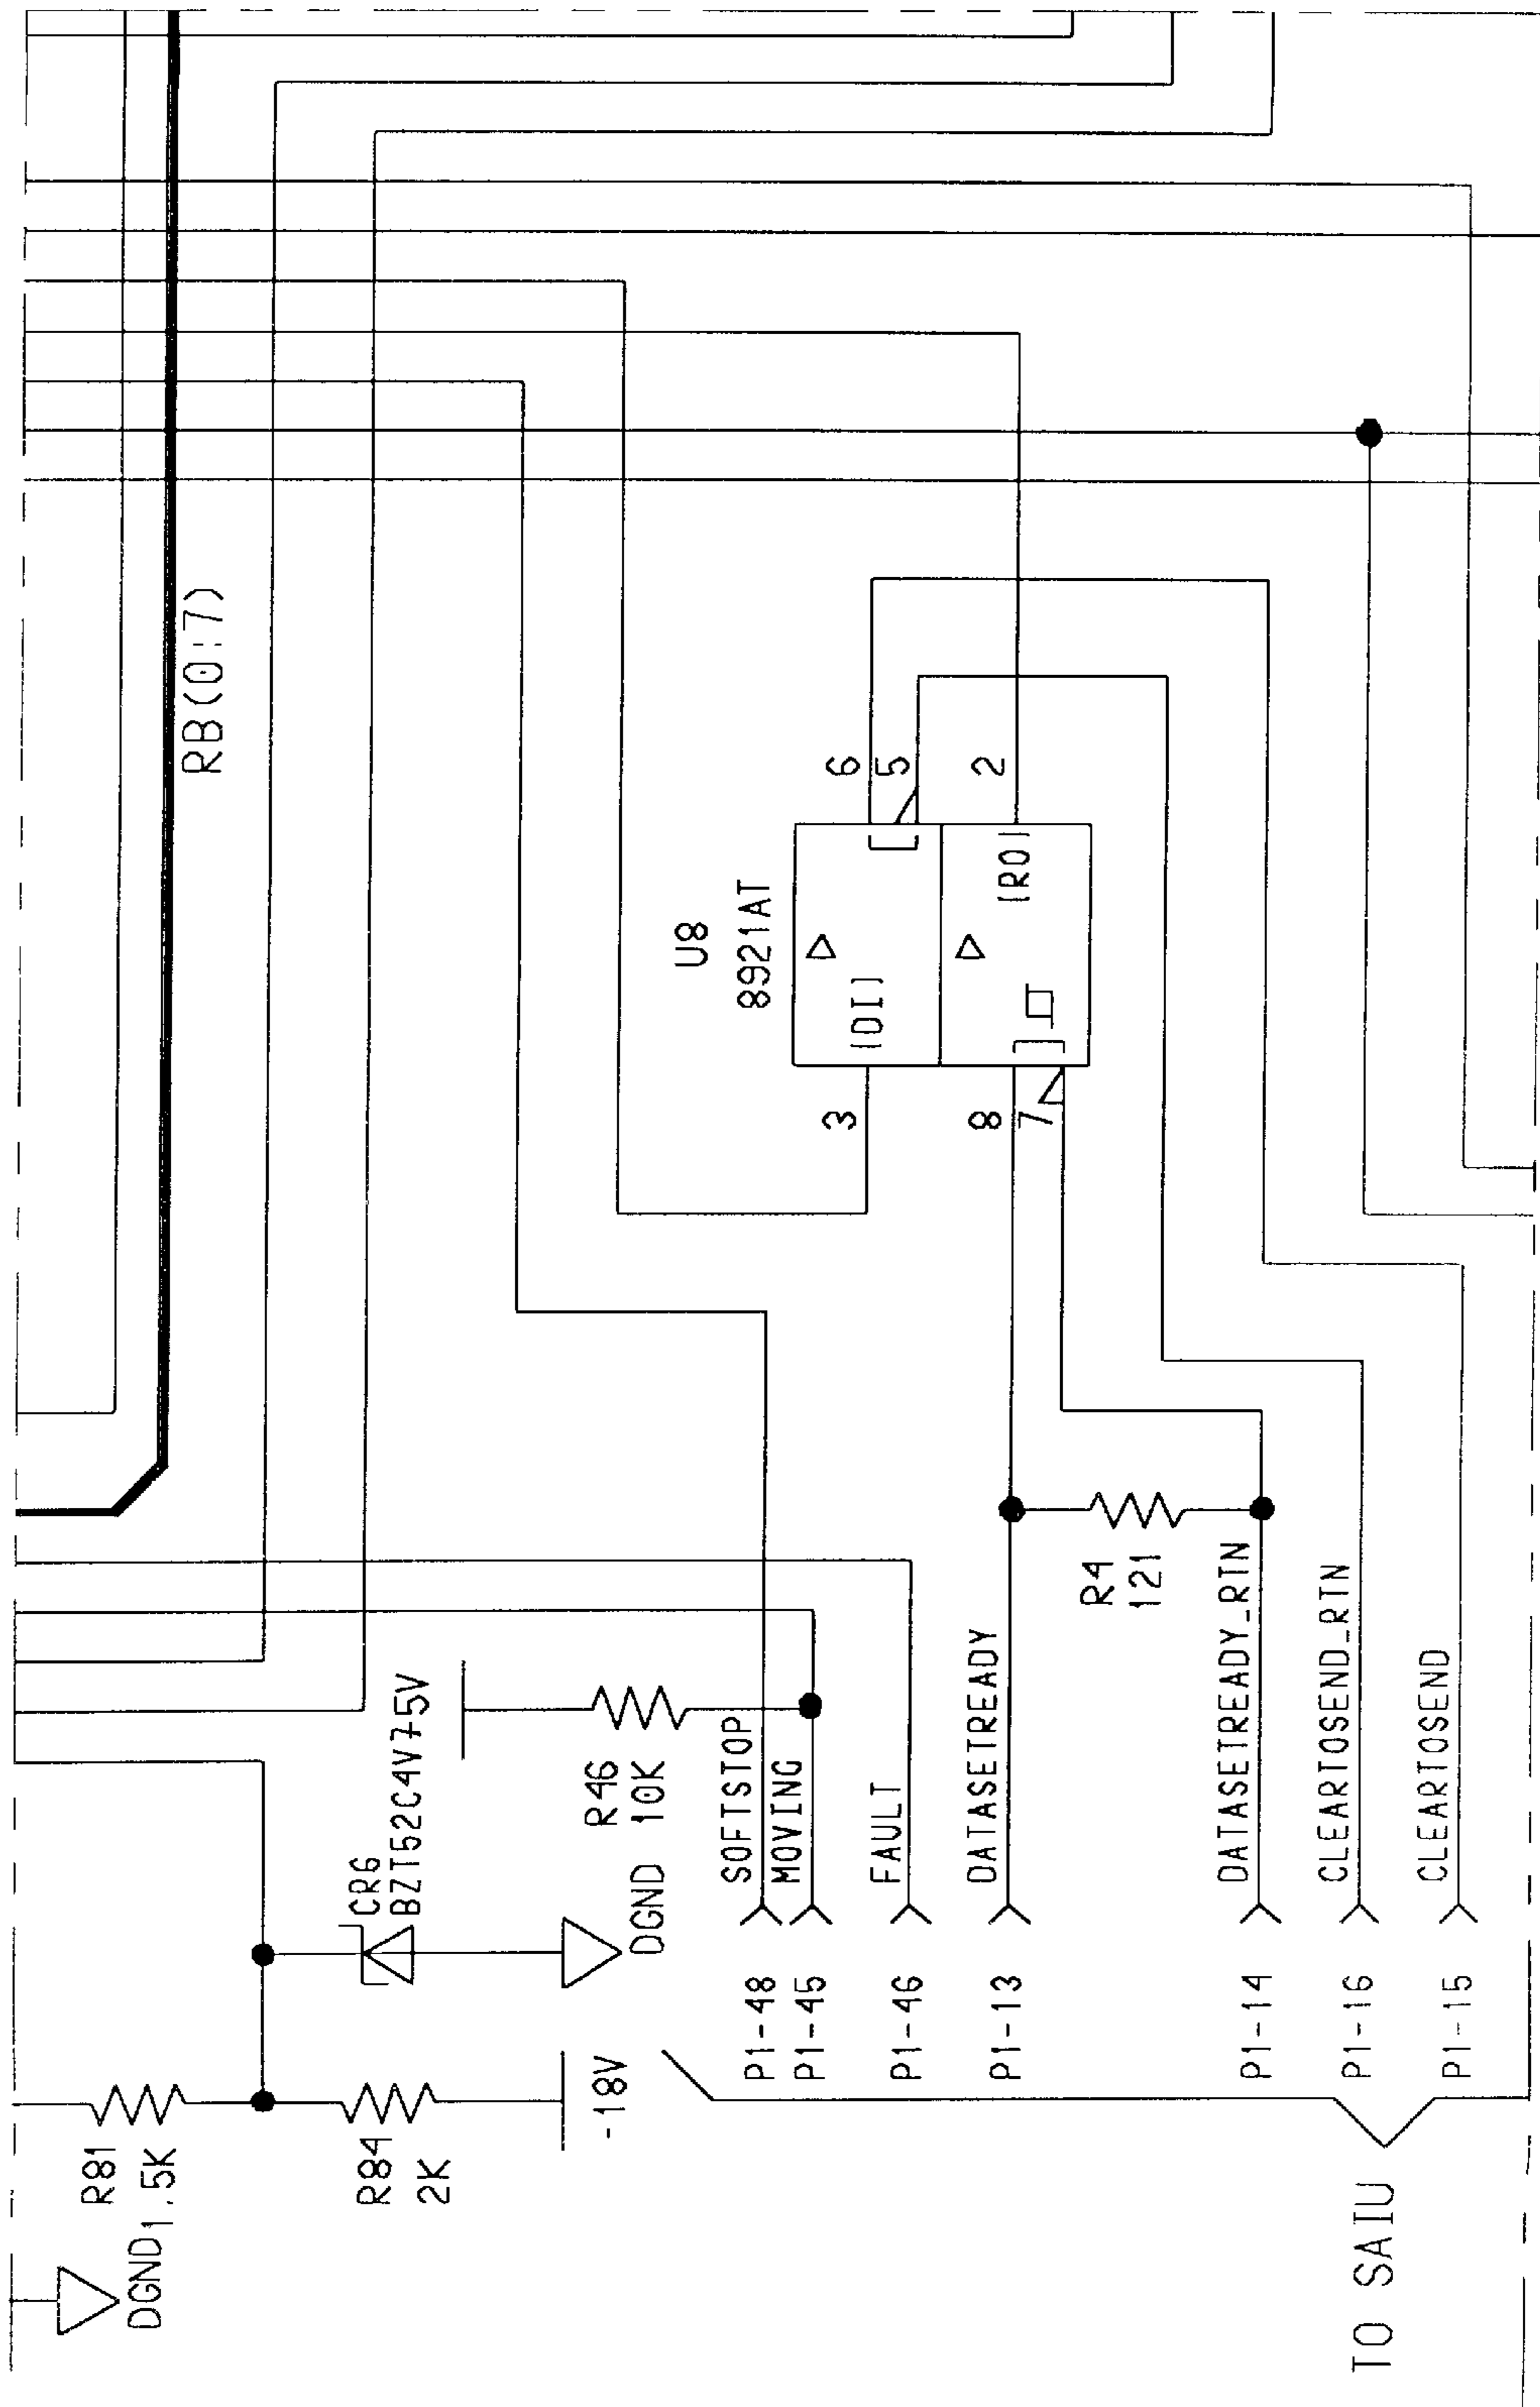 R81
DGND
1.5K
RB(0:7)
CR6
BZT52C4V7
+5V
R84
2K
-18V
R46
10K
DGND
U8
8921AT
P1-48 SOFTSTOP
P1-45 MOVING
3 [DI] 6
5
P1-46 FAULT
P1-13 DATASETREADY
8 [RO] 2
7
R4
121
P1-14 DATASETREADY_RTN
P1-16 CLEARTOSEND_RTN
TO SAIU
P1-15 CLEARTOSEND